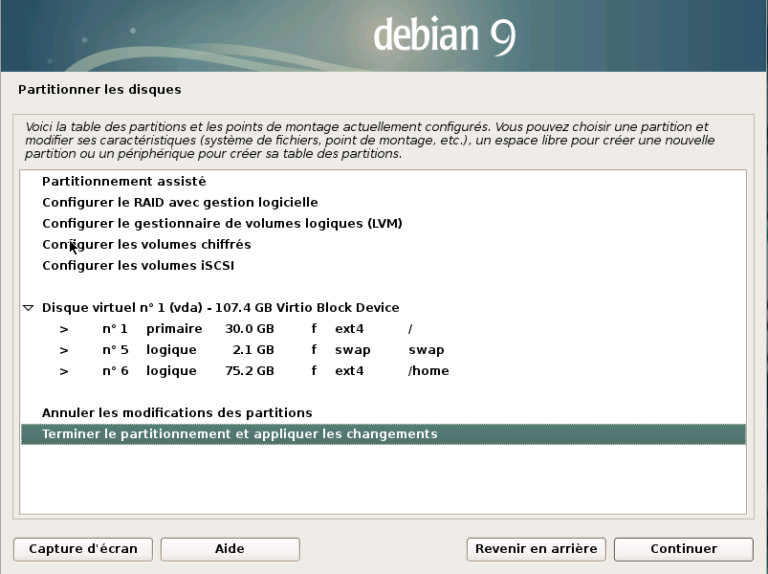 debian 9
Partitionner les disques
Voici la table des partitions et les points de montage actuellement configurés. Vous pouvez choisir une partition et
modifier ses caractéristiques (système de fichiers, point de montage, etc.), un espace libre pour créer une nouvelle
partition ou un périphérique pour créer sa table des partitions.
Partitionnement assisté
Configurer le RAID avec gestion logicielle
Configurer le gestionnaire de volumes logiques (LVM)
Configurer les volumes chiffrés
Configurer les volumes iSCSI
Disque virtuel n° 1 (vda) - 107.4 GB Virtio Block Device
> n° 1 primaire 30.0 GB f ext4 /
> n° 5 logique 2.1 GB f swap swap
> n° 6 logique 75.2 GB f ext4 /home
Annuler les modifications des partitions
Terminer le partitionnement et appliquer les changements
Capture d'écran Aide Revenir en arrière Continuer